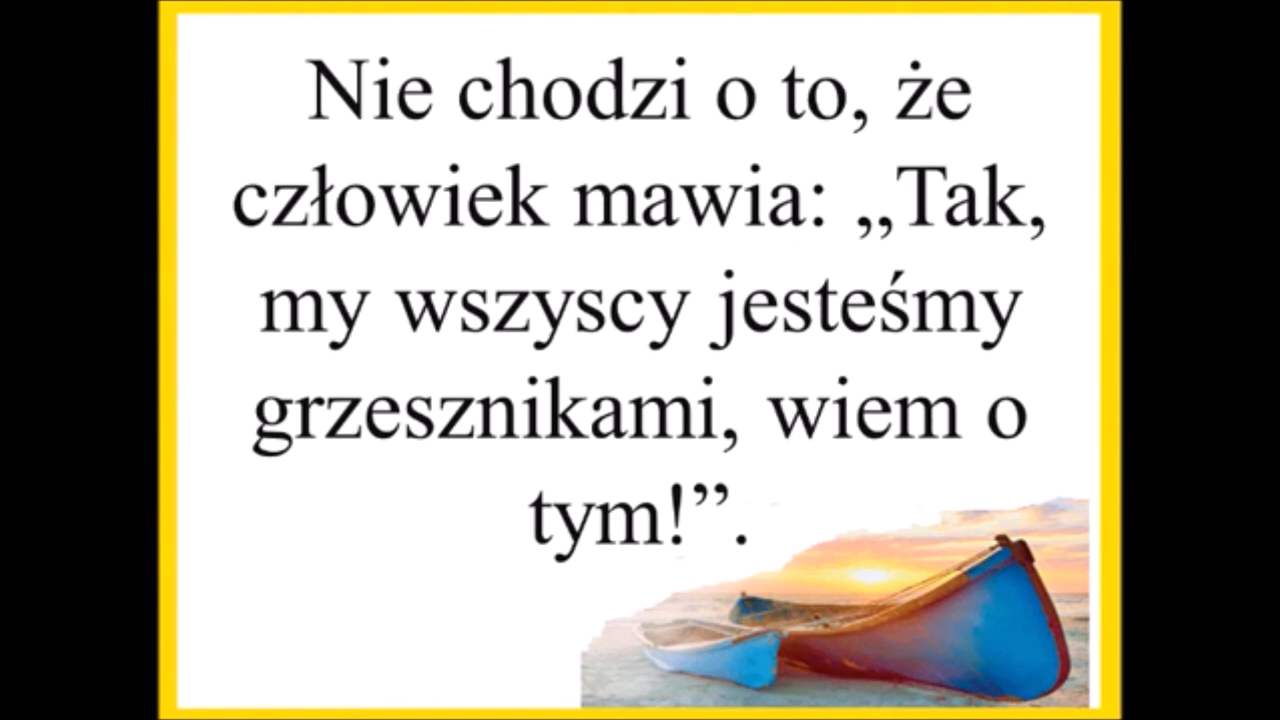 Nie chodzi o to, że
człowiek mawia: „Tak,
my wszyscy jesteśmy
grzesznikami, wiem o
tym!”.